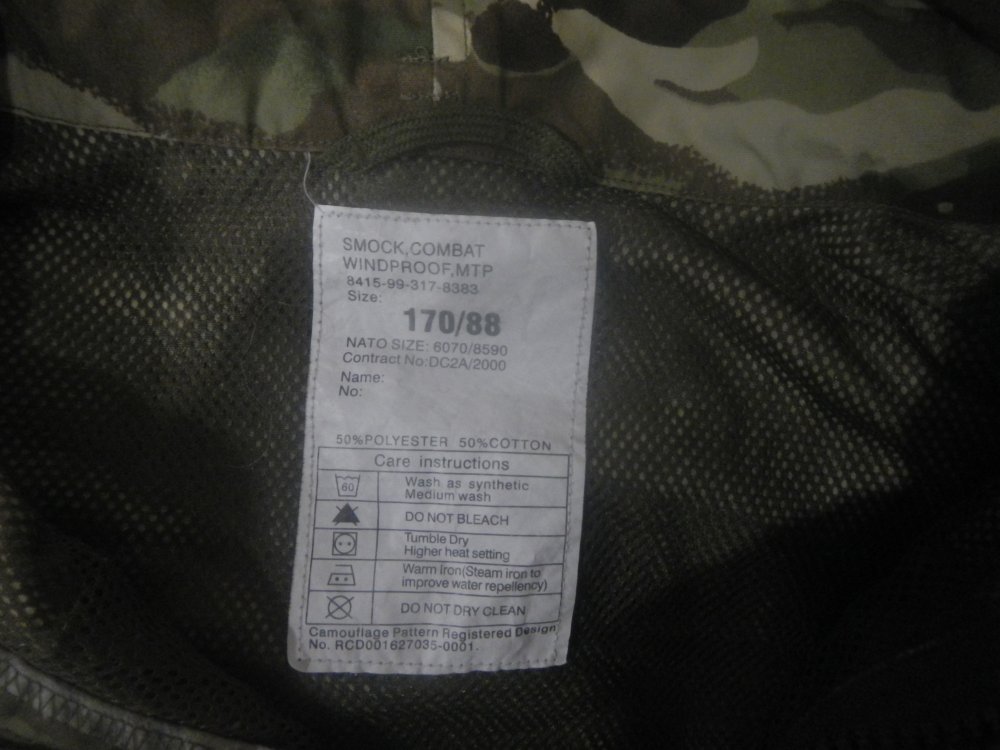 SMOCK,COMBAT
WINDPROOF,MTP
8415-99-317-8383
Size:
170/88
NATO SIZE: 6070/8590
Contract No:DC2A/2000
Name:
No:
50%POLYESTER 50%COTTON
Care instructions
60
Wash as synthetic
Medium wash
DO NOT BLEACH
Tumble Dry
Higher heat setting
Warm Iron(Steam iron to
improve water repellency)
DO NOT DRY CLEAN
Camouflage Pattern Registered Design
No. RCD001627035-0001.